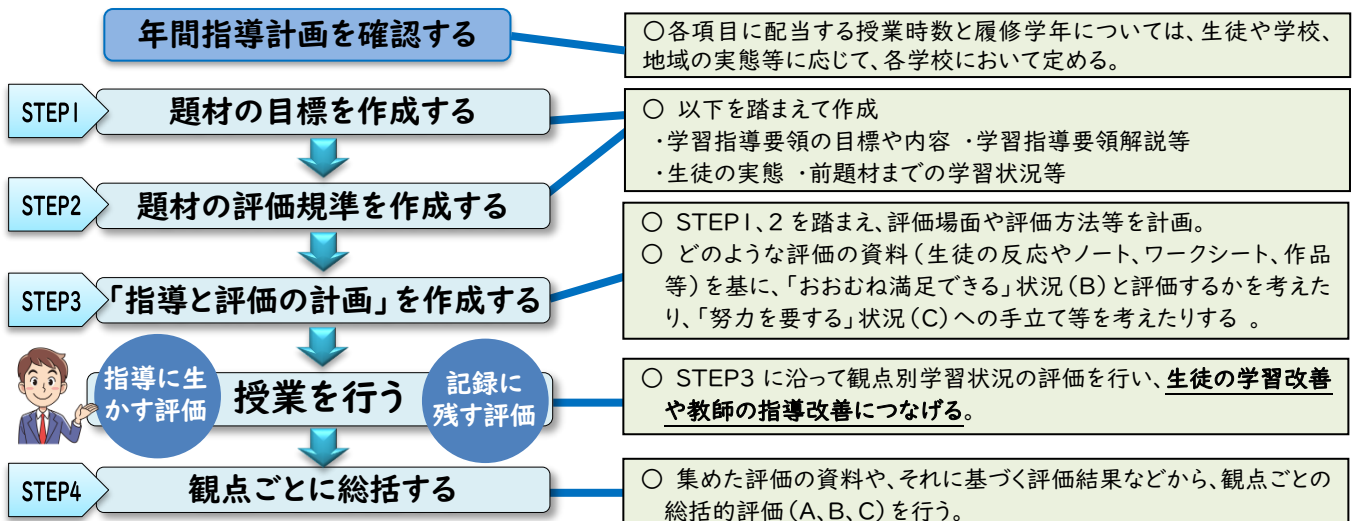 年間指導計画を確認する
○各項目に配当する授業時数と履修学年については、生徒や学校、
地域の実態等に応じて、各学校において定める。
STEP1
題材の目標を作成する
○ 以下を踏まえて作成
・学習指導要領の目標や内容 ・学習指導要領解説等
・生徒の実態 ・前題材までの学習状況等
STEP2
題材の評価規準を作成する
○ STEP1、2 を踏まえ、評価場面や評価方法等を計画。
○ どのような評価の資料(生徒の反応やノート、ワークシート、作品
等)を基に、「おおむね満足できる」状況(B)と評価するかを考えた
り、「努力を要する」状況(C)への手立て等を考えたりする 。
STEP3
「指導と評価の計画」を作成する
指導に生
かす評価
授業を行う
記録に
残す評価
○ STEP3 に沿って観点別学習状況の評価を行い、生徒の学習改善
や教師の指導改善につなげる。
STEP4
観点ごとに総括する
○ 集めた評価の資料や、それに基づく評価結果などから、観点ごとの
総括的評価(A、B、C)を行う。